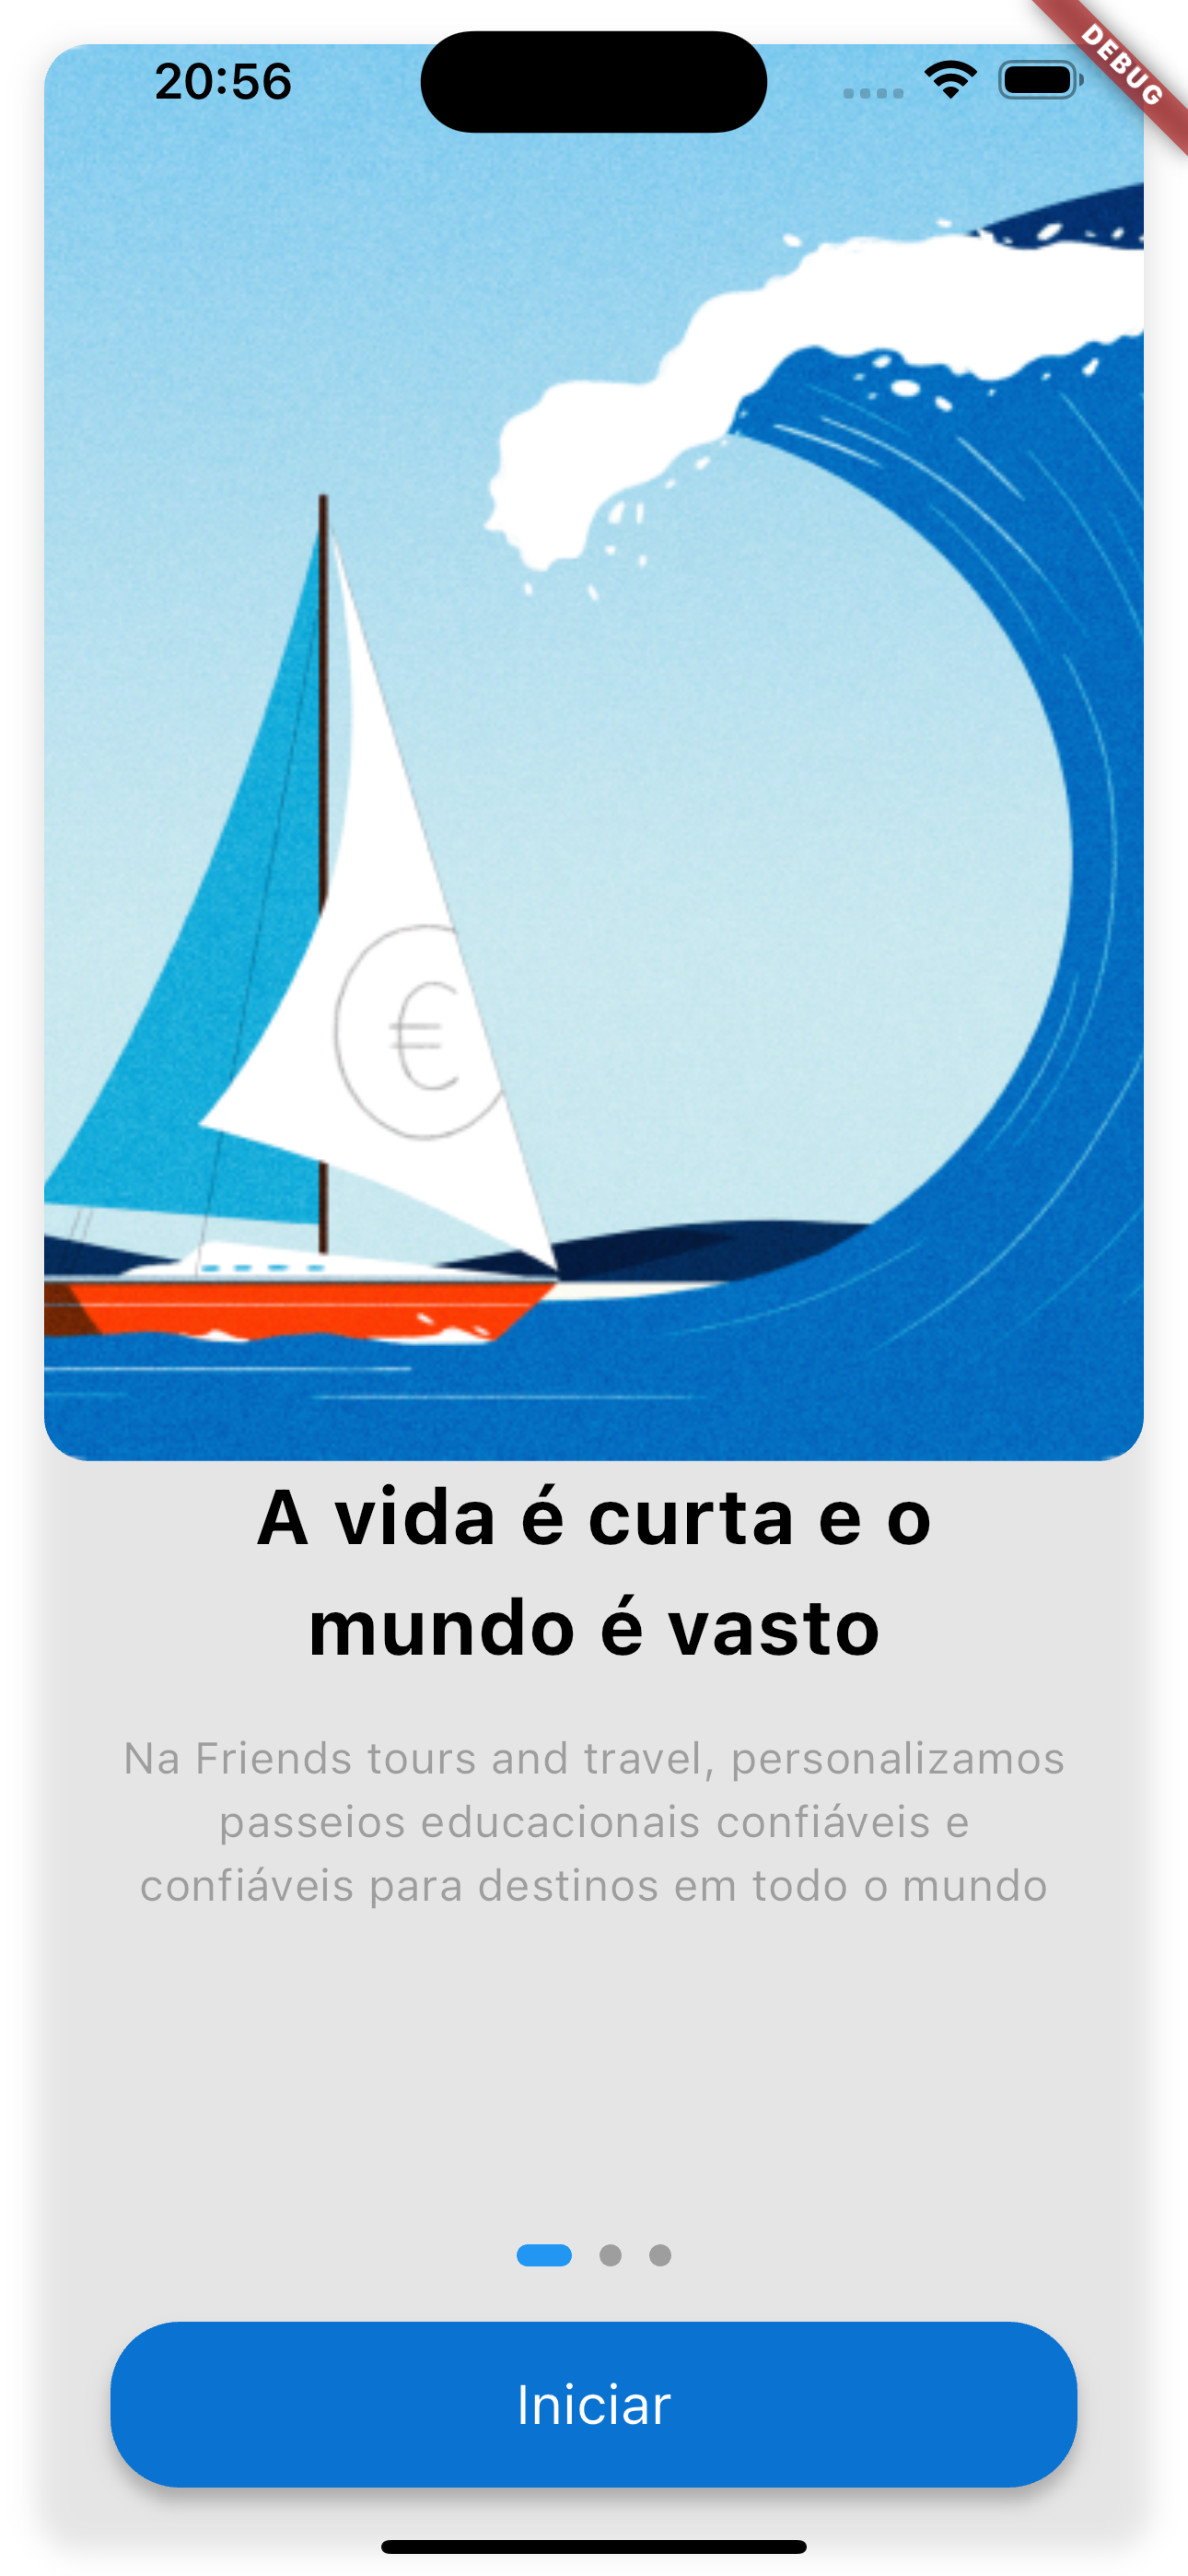 20:56
DEBUG
€
A vida é curta e o
mundo é vasto
Na Friends tours and travel, personalizamos
passeios educacionais confiáveis e
confiáveis para destinos em todo o mundo
Iniciar